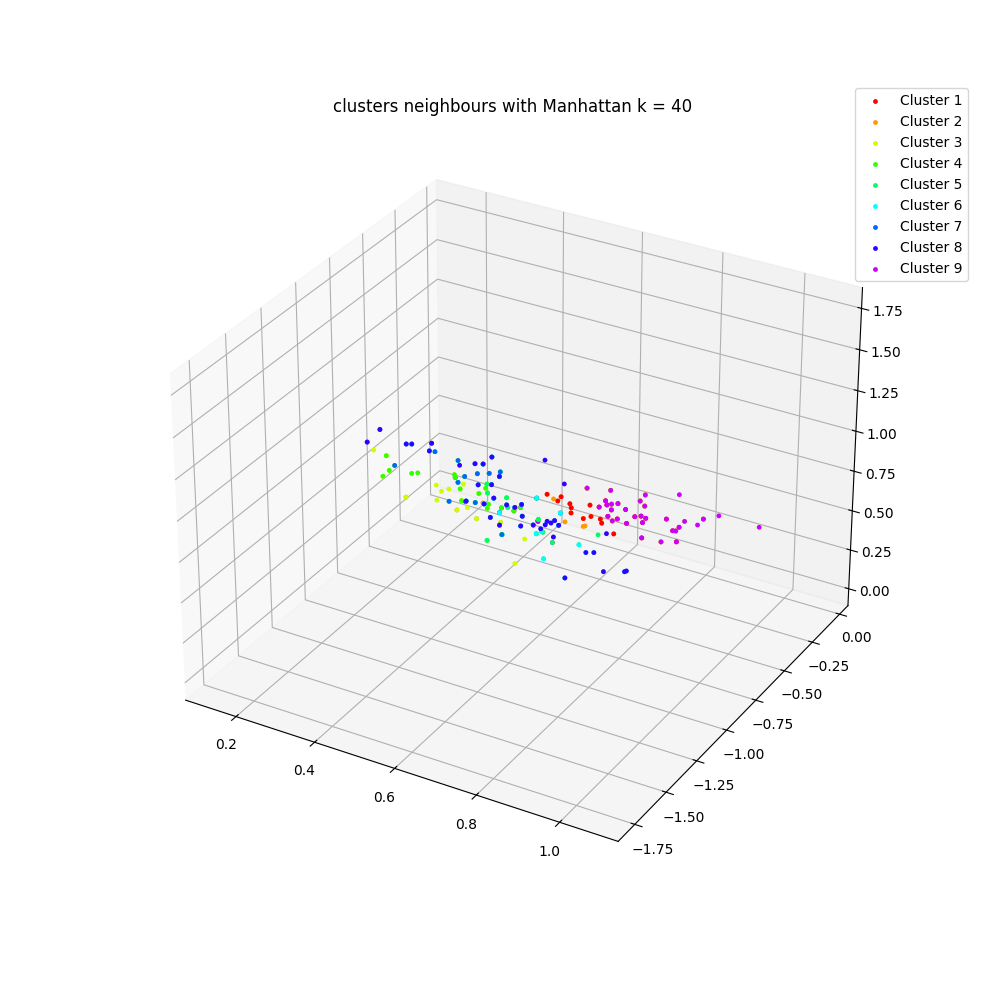 clusters neighbours with Manhattan k = 40
Cluster 1
Cluster 2
Cluster 3
Cluster 4
Cluster 5
Cluster 6
Cluster 7
Cluster 8
Cluster 9
1.75
1.50
1.25
1.00
0.75
0.50
0.25
0.00
0.00
−0.25
−0.50
−0.75
−1.00
−1.25
−1.50
−1.75
0.2
0.4
0.6
0.8
1.0